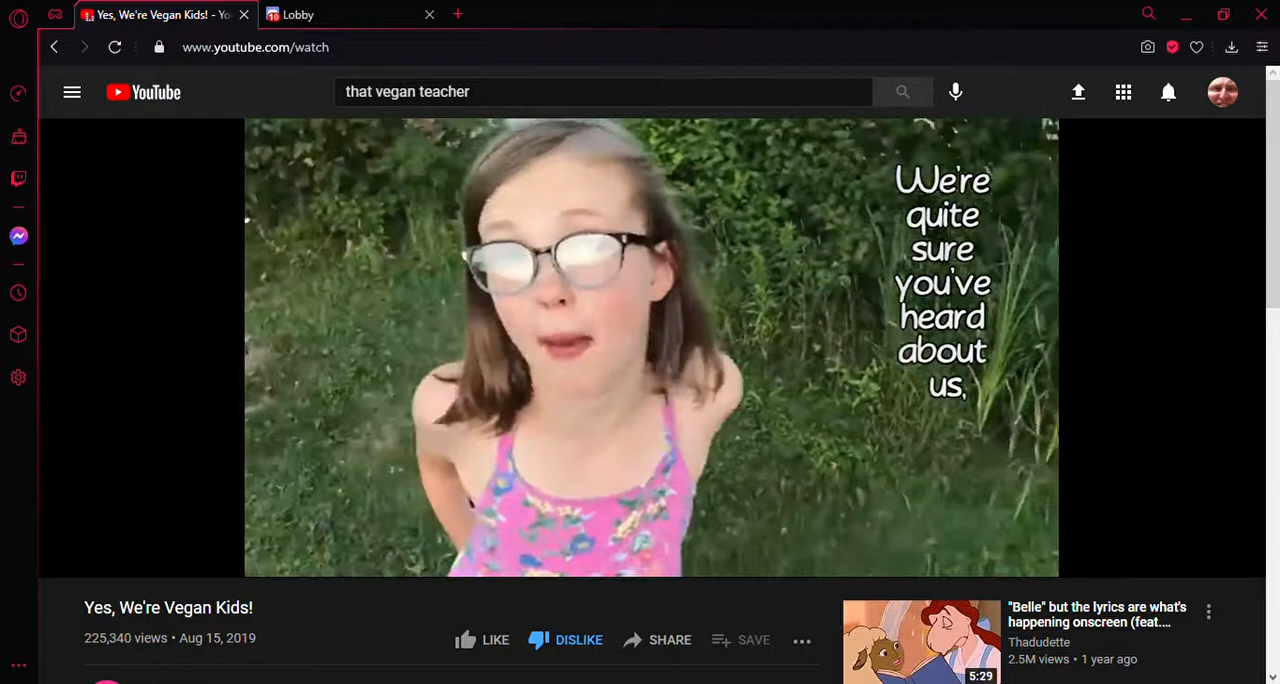 Yes, We're Vegan Kids! - Yo
10 Lobby
www.youtube.com/watch
YouTube
that vegan teacher
We're
quite
sure
you've
heard
about
us,
Yes, We're Vegan Kids!
225,340 views • Aug 15, 2019
LIKE
DISLIKE
SHARE
SAVE
5:29
"Belle" but the lyrics are what's
happening onscreen (feat....
Thadudette
2.5M views • 1 year ago